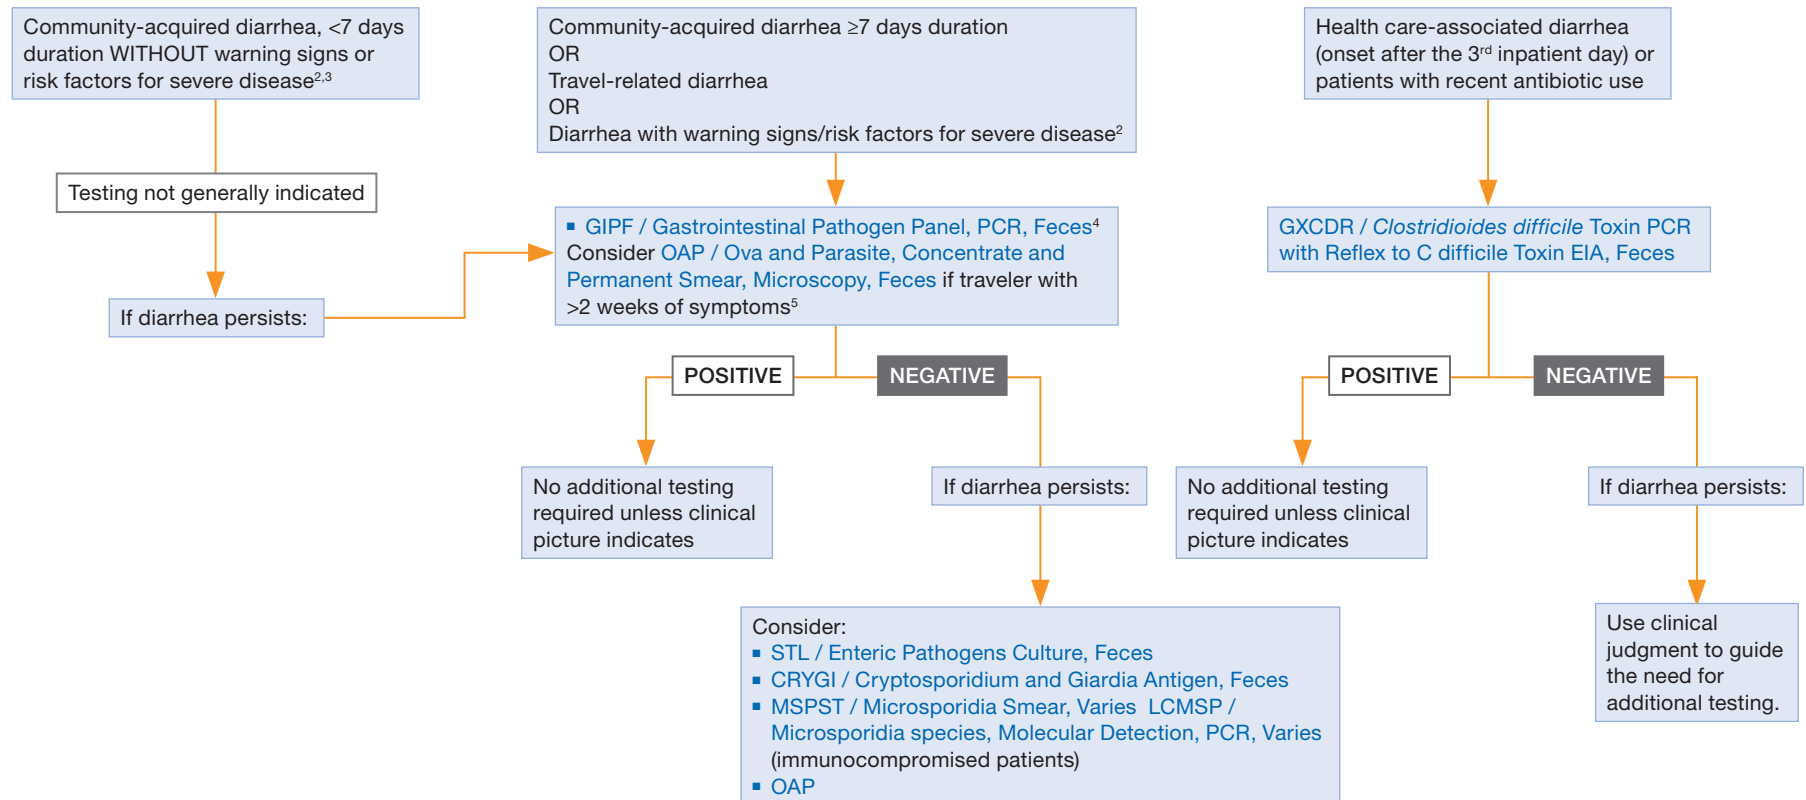 Community-acquired diarrhea, <7 days
duration WITHOUT warning signs or
risk factors for severe disease2,3
Testing not generally indicated
If diarrhea persists:
Community-acquired diarrhea ≥7 days duration
OR
Travel-related diarrhea
OR
Diarrhea with warning signs/risk factors for severe disease2
▪ GIPF / Gastrointestinal Pathogen Panel, PCR, Feces4
Consider OAP / Ova and Parasite, Concentrate and
Permanent Smear, Microscopy, Feces if traveler with
>2 weeks of symptoms5
POSITIVE
NEGATIVE
No additional testing
required unless clinical
picture indicates
If diarrhea persists:
Consider:
▪ STL / Enteric Pathogens Culture, Feces
▪ CRYGI / Cryptosporidium and Giardia Antigen, Feces
▪ MSPST / Microsporidia Smear, Varies LCMSP /
Microsporidia species, Molecular Detection, PCR, Varies
(immunocompromised patients)
▪ OAP
Health care-associated diarrhea
(onset after the 3rd inpatient day) or
patients with recent antibiotic use
GXCDR / Clostridioides difficile Toxin PCR
with Reflex to C difficile Toxin EIA, Feces
POSITIVE
NEGATIVE
No additional testing
required unless clinical
picture indicates
If diarrhea persists:
Use clinical
judgment to guide
the need for
additional testing.